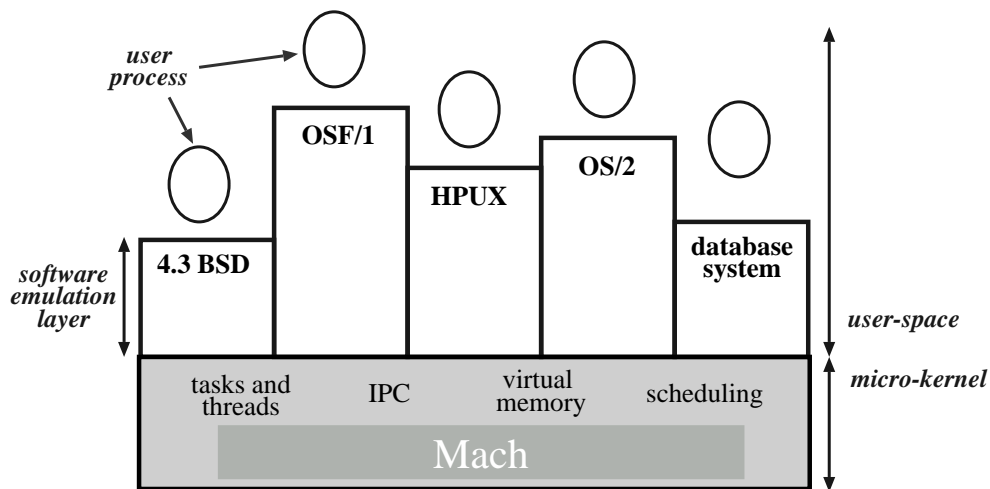 user
process
OSF/1
OS/2
HPUX
4.3 BSD
database
system
software
emulation
layer
user-space
micro-kernel
tasks and
threads
IPC
virtual
memory
scheduling
Mach